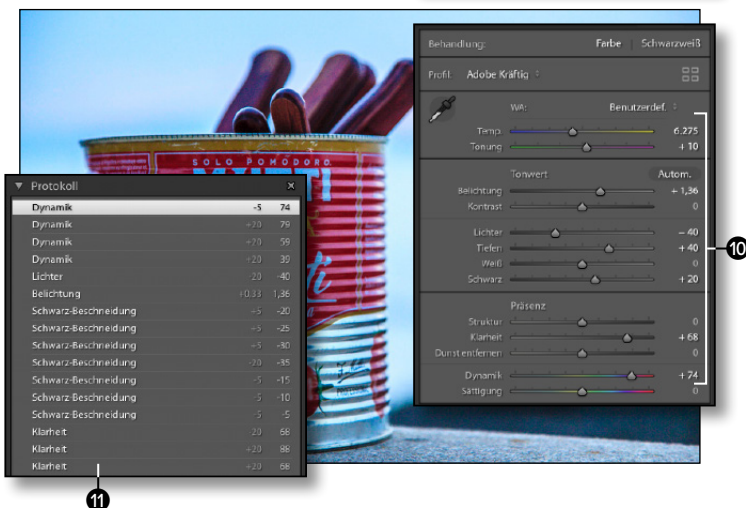 SOLO POMODORO
Behandlung: Farbe | Schwarzweiß
Profil: Adobe Kräftig
WA: Benutzerdef.
Temp. 6.275
Tonung + 10
Tonwert Autom.
Belichtung + 1,36
Kontrast 0
Lichter − 40
Tiefen + 40
Weiß 0
Schwarz + 20
Präsenz
Struktur 0
Klarheit + 68
Dunst entfernen 0
Dynamik + 74
Sättigung 0
10
Protokoll
Dynamik -5 74
Dynamik +20 79
Dynamik +20 59
Dynamik +20 39
Lichter -20 -40
Belichtung +0,33 1,36
Schwarz-Beschneidung +5 -20
Schwarz-Beschneidung +5 -25
Schwarz-Beschneidung +5 -30
Schwarz-Beschneidung -20 -35
Schwarz-Beschneidung -5 -15
Schwarz-Beschneidung -5 -10
Schwarz-Beschneidung -5 -5
Klarheit -20 68
Klarheit +20 88
Klarheit +20 68
11